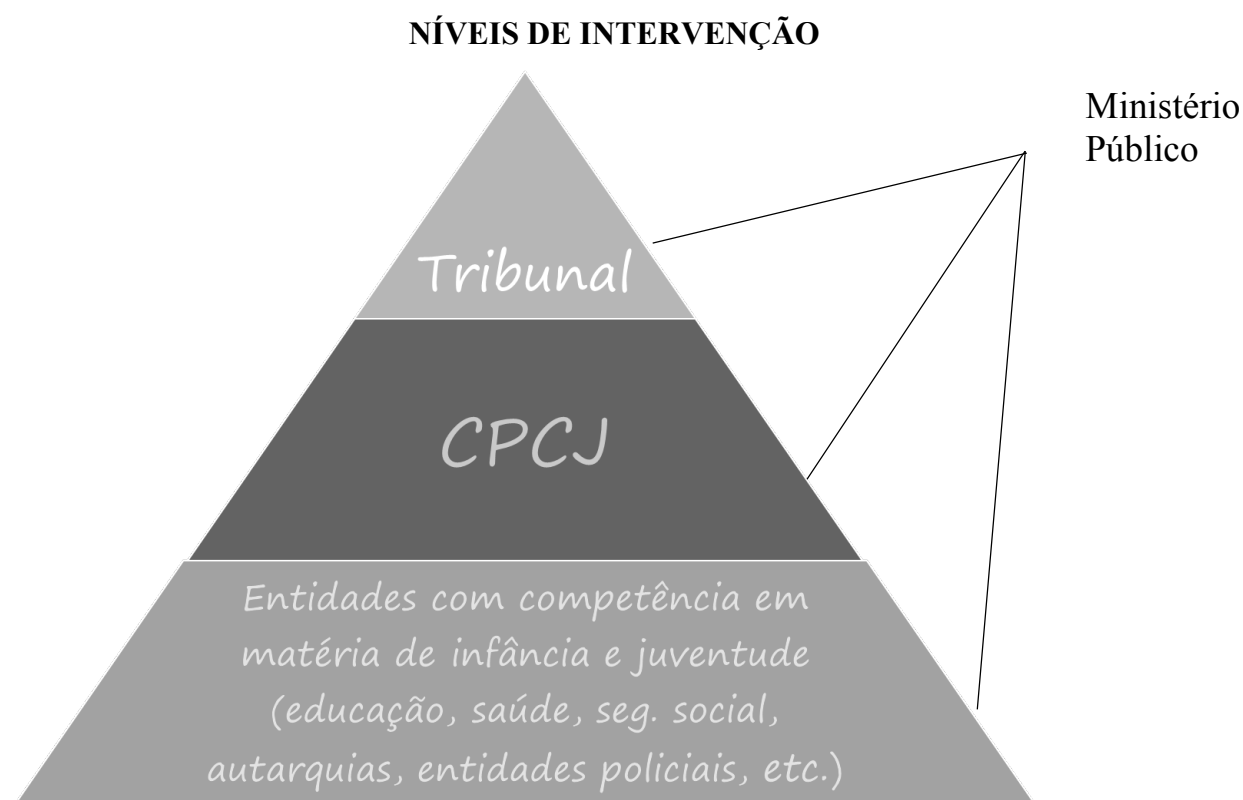 NÍVEIS DE INTERVENÇÃO
Ministério
Público
Tribunal
CPCJ
Entidades com competência em
matéria de infância e juventude
(educação, saúde, seg. social,
autarquias, entidades policiais, etc.)